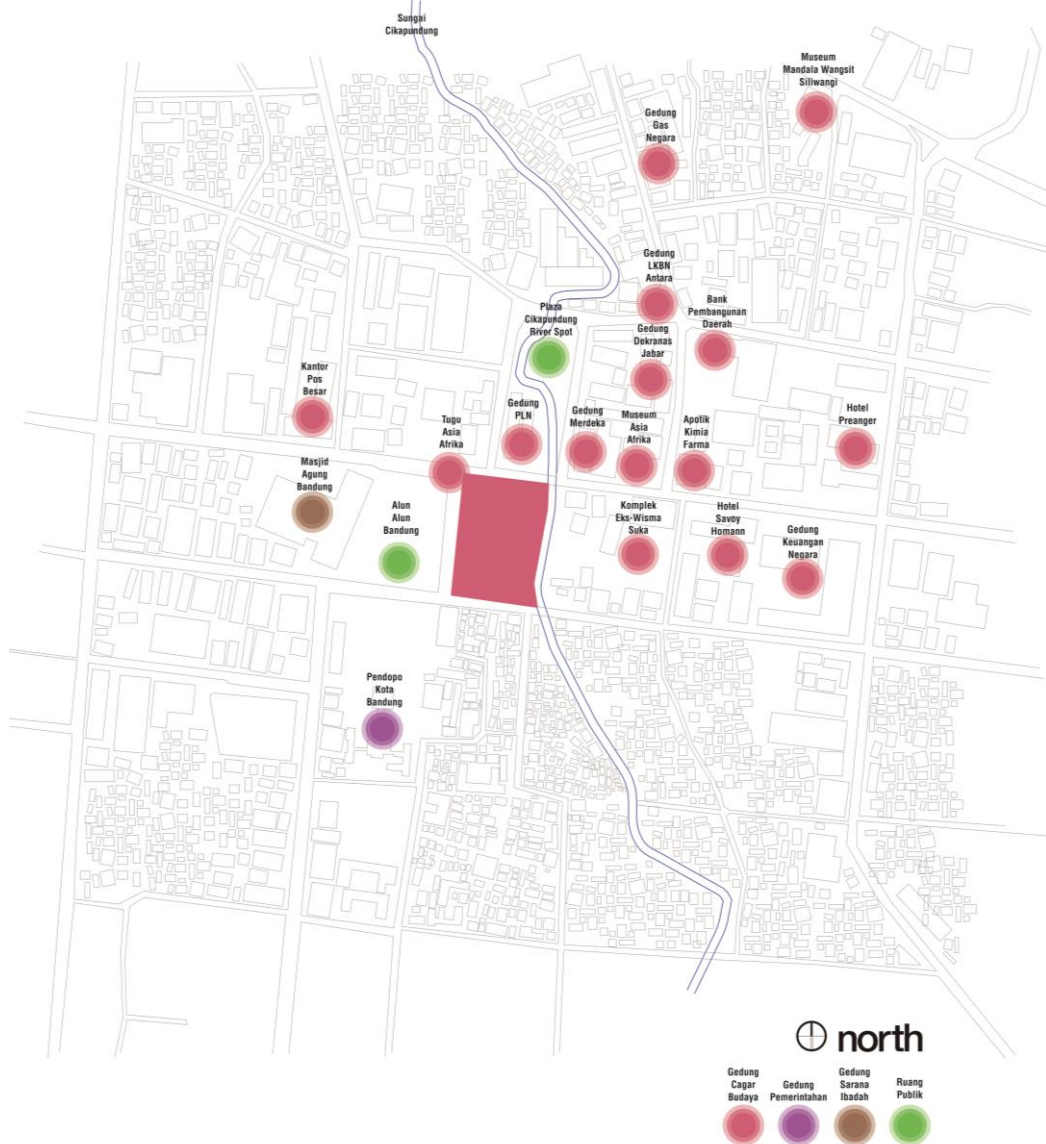 Sungai
Cikapundung
Museum
Mandala Wangsit
Siliwangi
Gedung
Gas
Negara
Gedung
LKBN
Antara
Plaza
Cikapundung
River Spot
Bank
Pembangunan
Daerah
Gedung
Dekranas
Jabar
Kantor
Pos
Besar
Tugu
Asia
Afrika
Gedung
PLN
Gedung
Merdeka
Museum
Asia
Afrika
Apotik
Kimia
Farma
Hotel
Preanger
Masjid
Agung
Bandung
Alun
Alun
Bandung
Komplek
Eks-Wisma
Suka
Hotel
Savoy
Homann
Gedung
Keuangan
Negara
Pendopo
Kota
Bandung
north
Gedung
Cagar
Budaya
Gedung
Pemerintahan
Gedung
Sarana
Ibadah
Ruang
Publik